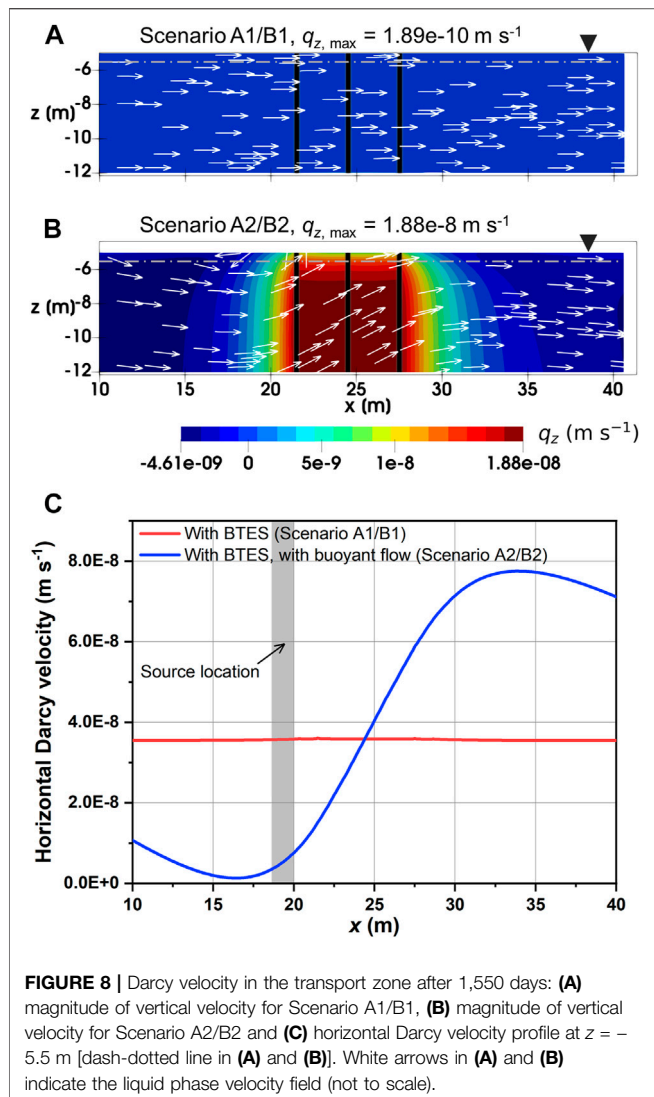 A
Scenario A1/B1, qz, max = 1.89e-10 m s⁻¹
-6
-8
z (m)
-10
-12
B
Scenario A2/B2, qz, max = 1.88e-8 m s⁻¹
-6
-8
z (m)
-10
-12
10 15 20 25 30 35 40
x (m)
qz (m s⁻¹)
-4.61e-09 0 5e-9 1e-8 1.88e-08
C
With BTES (Scenario A1/B1)
With BTES, with buoyant flow (Scenario A2/B2)
Source location
Horizontal Darcy velocity (m s⁻¹)
8.0E-8
6.0E-8
4.0E-8
2.0E-8
0.0E+0
10 15 20 25 30 35 40
x (m)
FIGURE 8 | Darcy velocity in the transport zone after 1,550 days: (A)
magnitude of vertical velocity for Scenario A1/B1, (B) magnitude of vertical
velocity for Scenario A2/B2 and (C) horizontal Darcy velocity profile at z = −
5.5 m [dash-dotted line in (A) and (B)]. White arrows in (A) and (B)
indicate the liquid phase velocity field (not to scale).